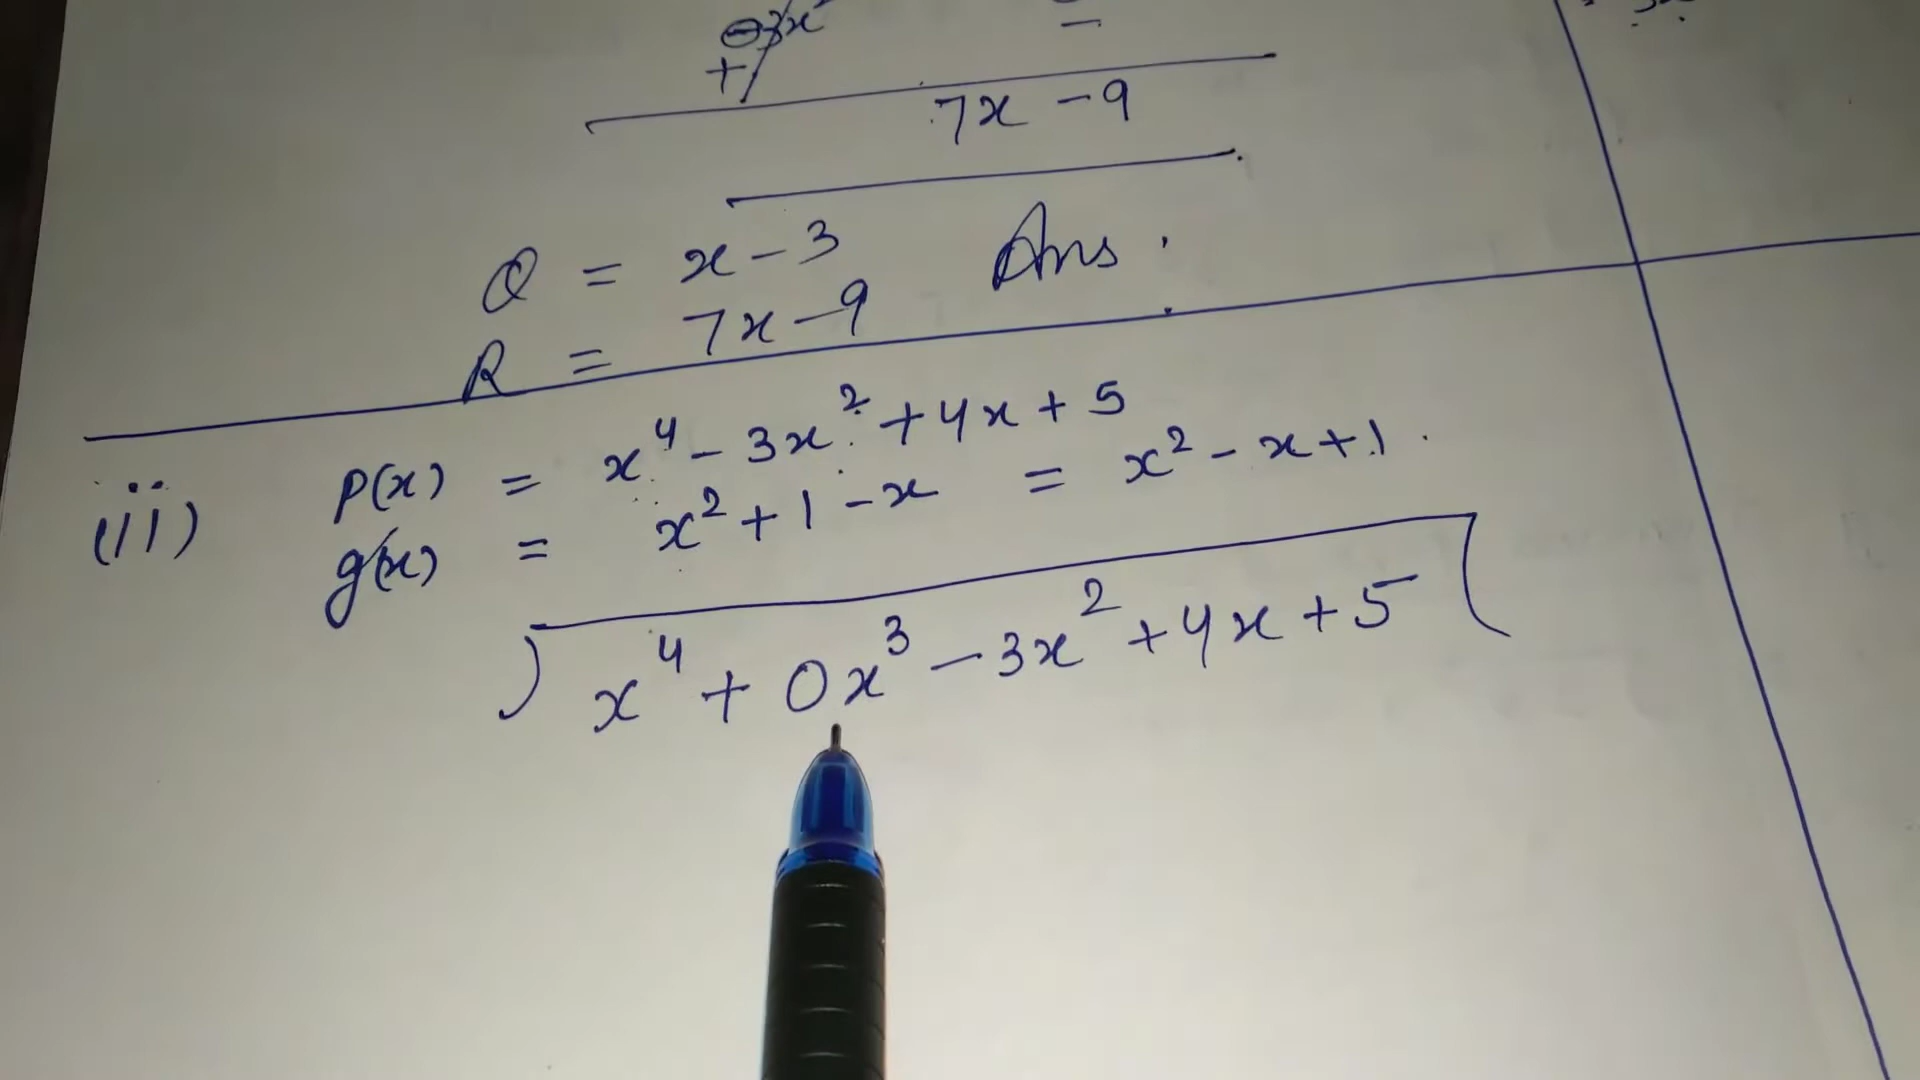 ⊖3x
+ −
7x − 9
Q = x − 3 Ans.
R = 7x − 9
(ii) p(x) = x⁴ − 3x² + 4x + 5
g(x) = x² + 1 − x = x² − x + 1.
x⁴ + 0x³ − 3x² + 4x + 5